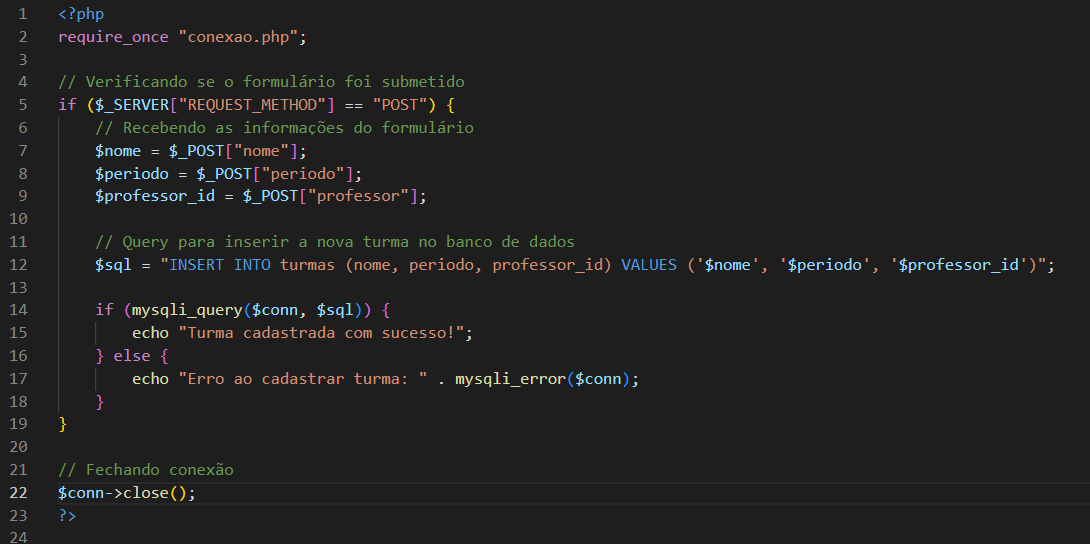 1 <?php
2 require_once "conexao.php";
3
4 // Verificando se o formulário foi submetido
5 if ($_SERVER["REQUEST_METHOD"] == "POST") {
6     // Recebendo as informações do formulário
7     $nome = $_POST["nome"];
8     $periodo = $_POST["periodo"];
9     $professor_id = $_POST["professor"];
10
11     // Query para inserir a nova turma no banco de dados
12     $sql = "INSERT INTO turmas (nome, periodo, professor_id) VALUES ('$nome', '$periodo', '$professor_id')";
13
14     if (mysqli_query($conn, $sql)) {
15         echo "Turma cadastrada com sucesso!";
16     } else {
17         echo "Erro ao cadastrar turma: " . mysqli_error($conn);
18     }
19 }
20
21 // Fechando conexão
22 $conn->close();
23 ?>
24